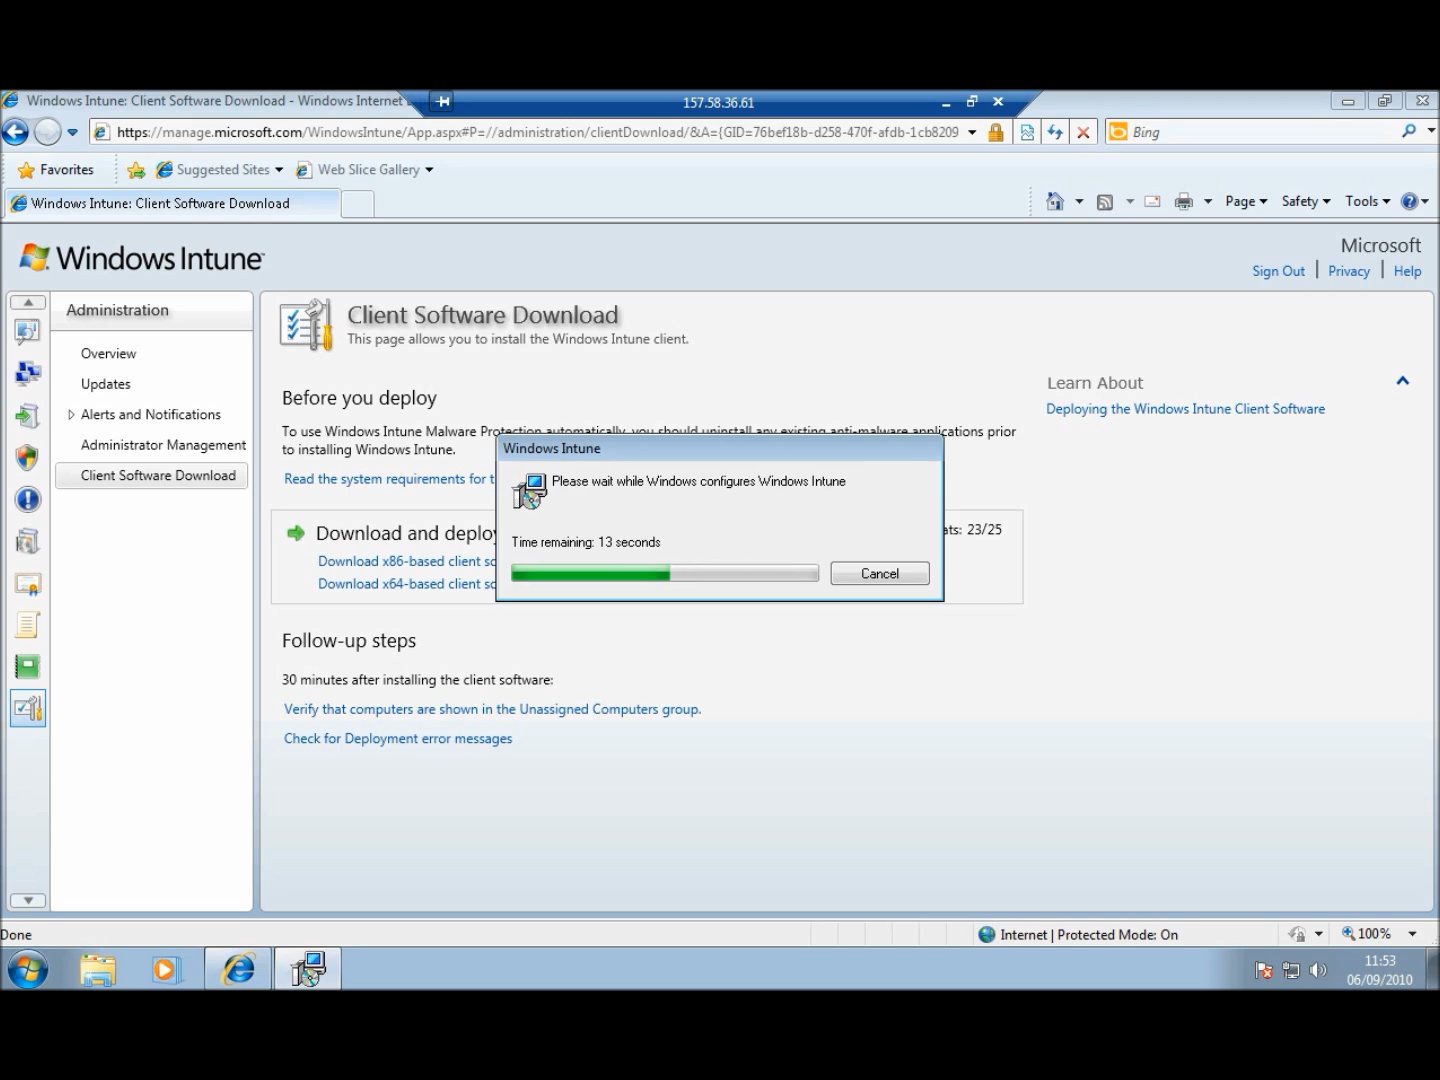 Windows Intune: Client Software Download - Windows Internet
157.58.36.61
https://manage.microsoft.com/WindowsIntune/App.aspx#P=//administration/clientDownload/&A={GID=76bef18b-d258-470f-afdb-1cb8209
Bing
Favorites
Suggested Sites
Web Slice Gallery
Windows Intune: Client Software Download
Page
Safety
Tools
Windows Intune
Microsoft
Sign Out
Privacy
Help
Administration
Overview
Updates
Alerts and Notifications
Administrator Management
Client Software Download
Client Software Download
This page allows you to install the Windows Intune client.
Before you deploy
To use Windows Intune Malware Protection automatically, you should uninstall any existing anti-malware applications prior
to installing Windows Intune.
Read the system requirements for
Download and deploy
ats: 23/25
Download x86-based client
Download x64-based client
Follow-up steps
30 minutes after installing the client software:
Verify that computers are shown in the Unassigned Computers group.
Check for Deployment error messages
Learn About
Deploying the Windows Intune Client Software
Windows Intune
Please wait while Windows configures Windows Intune
Time remaining: 13 seconds
Cancel
Done
Internet | Protected Mode: On
100%
11:53
06/09/2010